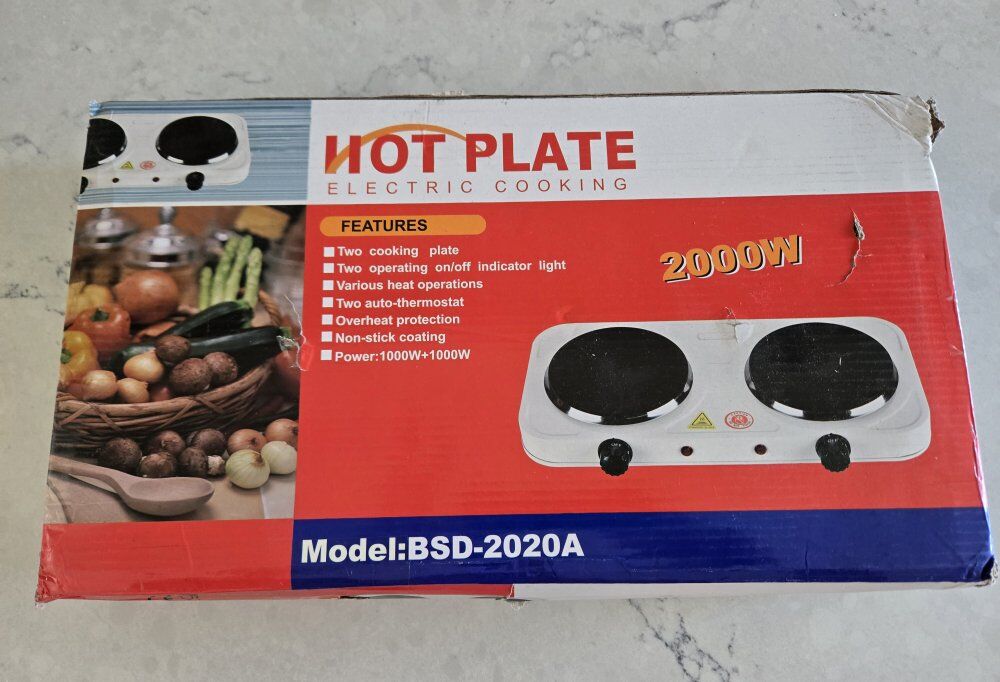 HOT PLATE
ELECTRIC COOKING
FEATURES
Two cooking plate
Two operating on/off indicator light
Various heat operations
Two auto-thermostat
Overheat protection
Non-stick coating
Power:1000W+1000W
2000W
Model:BSD-2020A